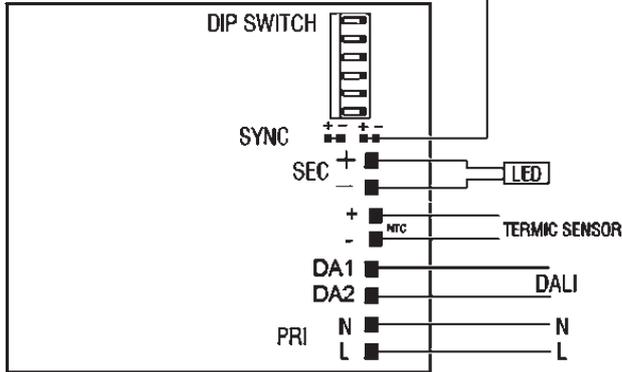 DIP SWITCH
+ - + -
SYNC
SEC +
-
LED
+
NTC
TERMIC SENSOR
-
DA1
DALI
DA2
PRI
N N
L L